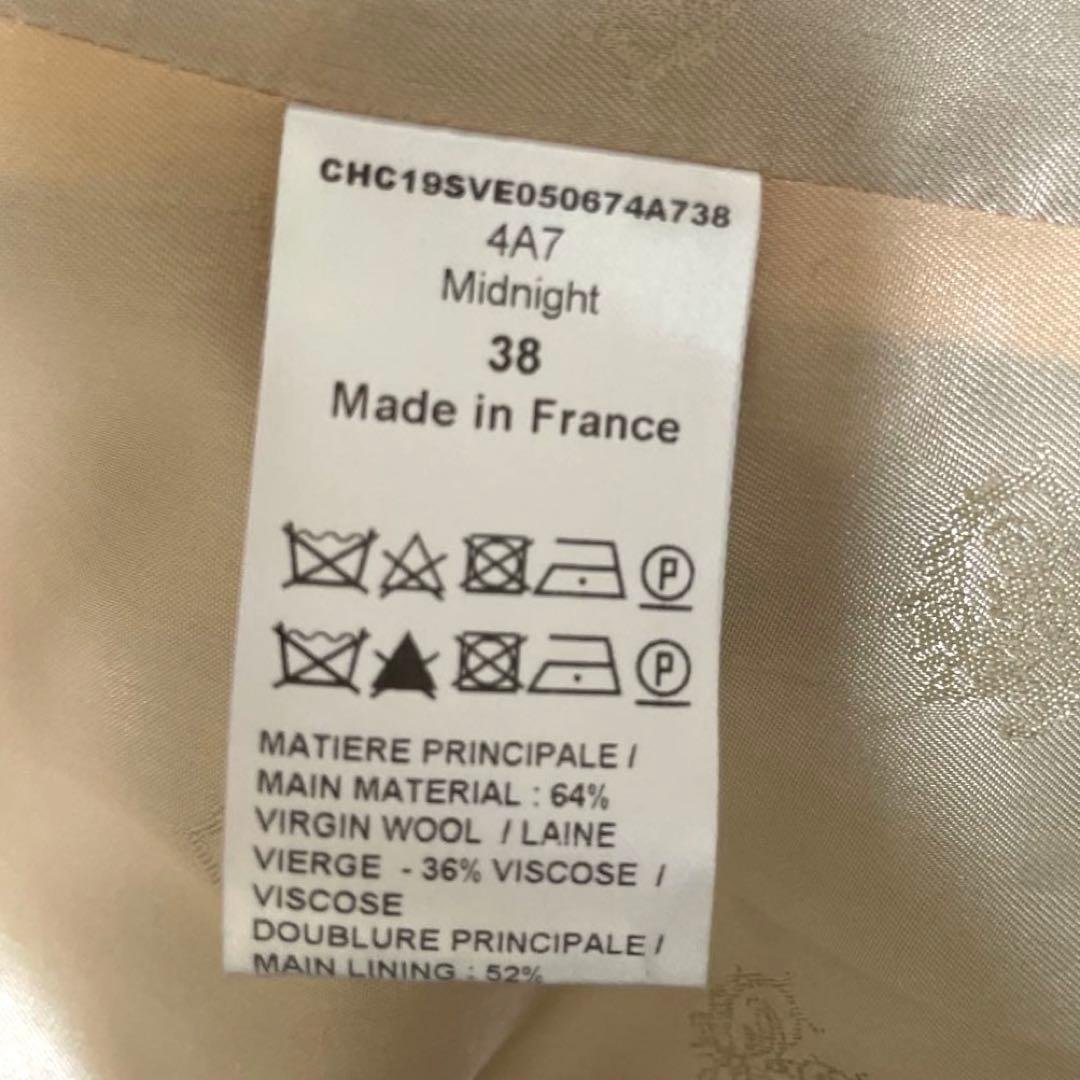 CHC19SVE050674A738
4A7
Midnight
38
Made in France
P
P
MATIERE PRINCIPALE /
MAIN MATERIAL : 64%
VIRGIN WOOL / LAINE
VIERGE - 36% VISCOSE /
VISCOSE
DOUBLURE PRINCIPALE /
MAIN LINING : 52%